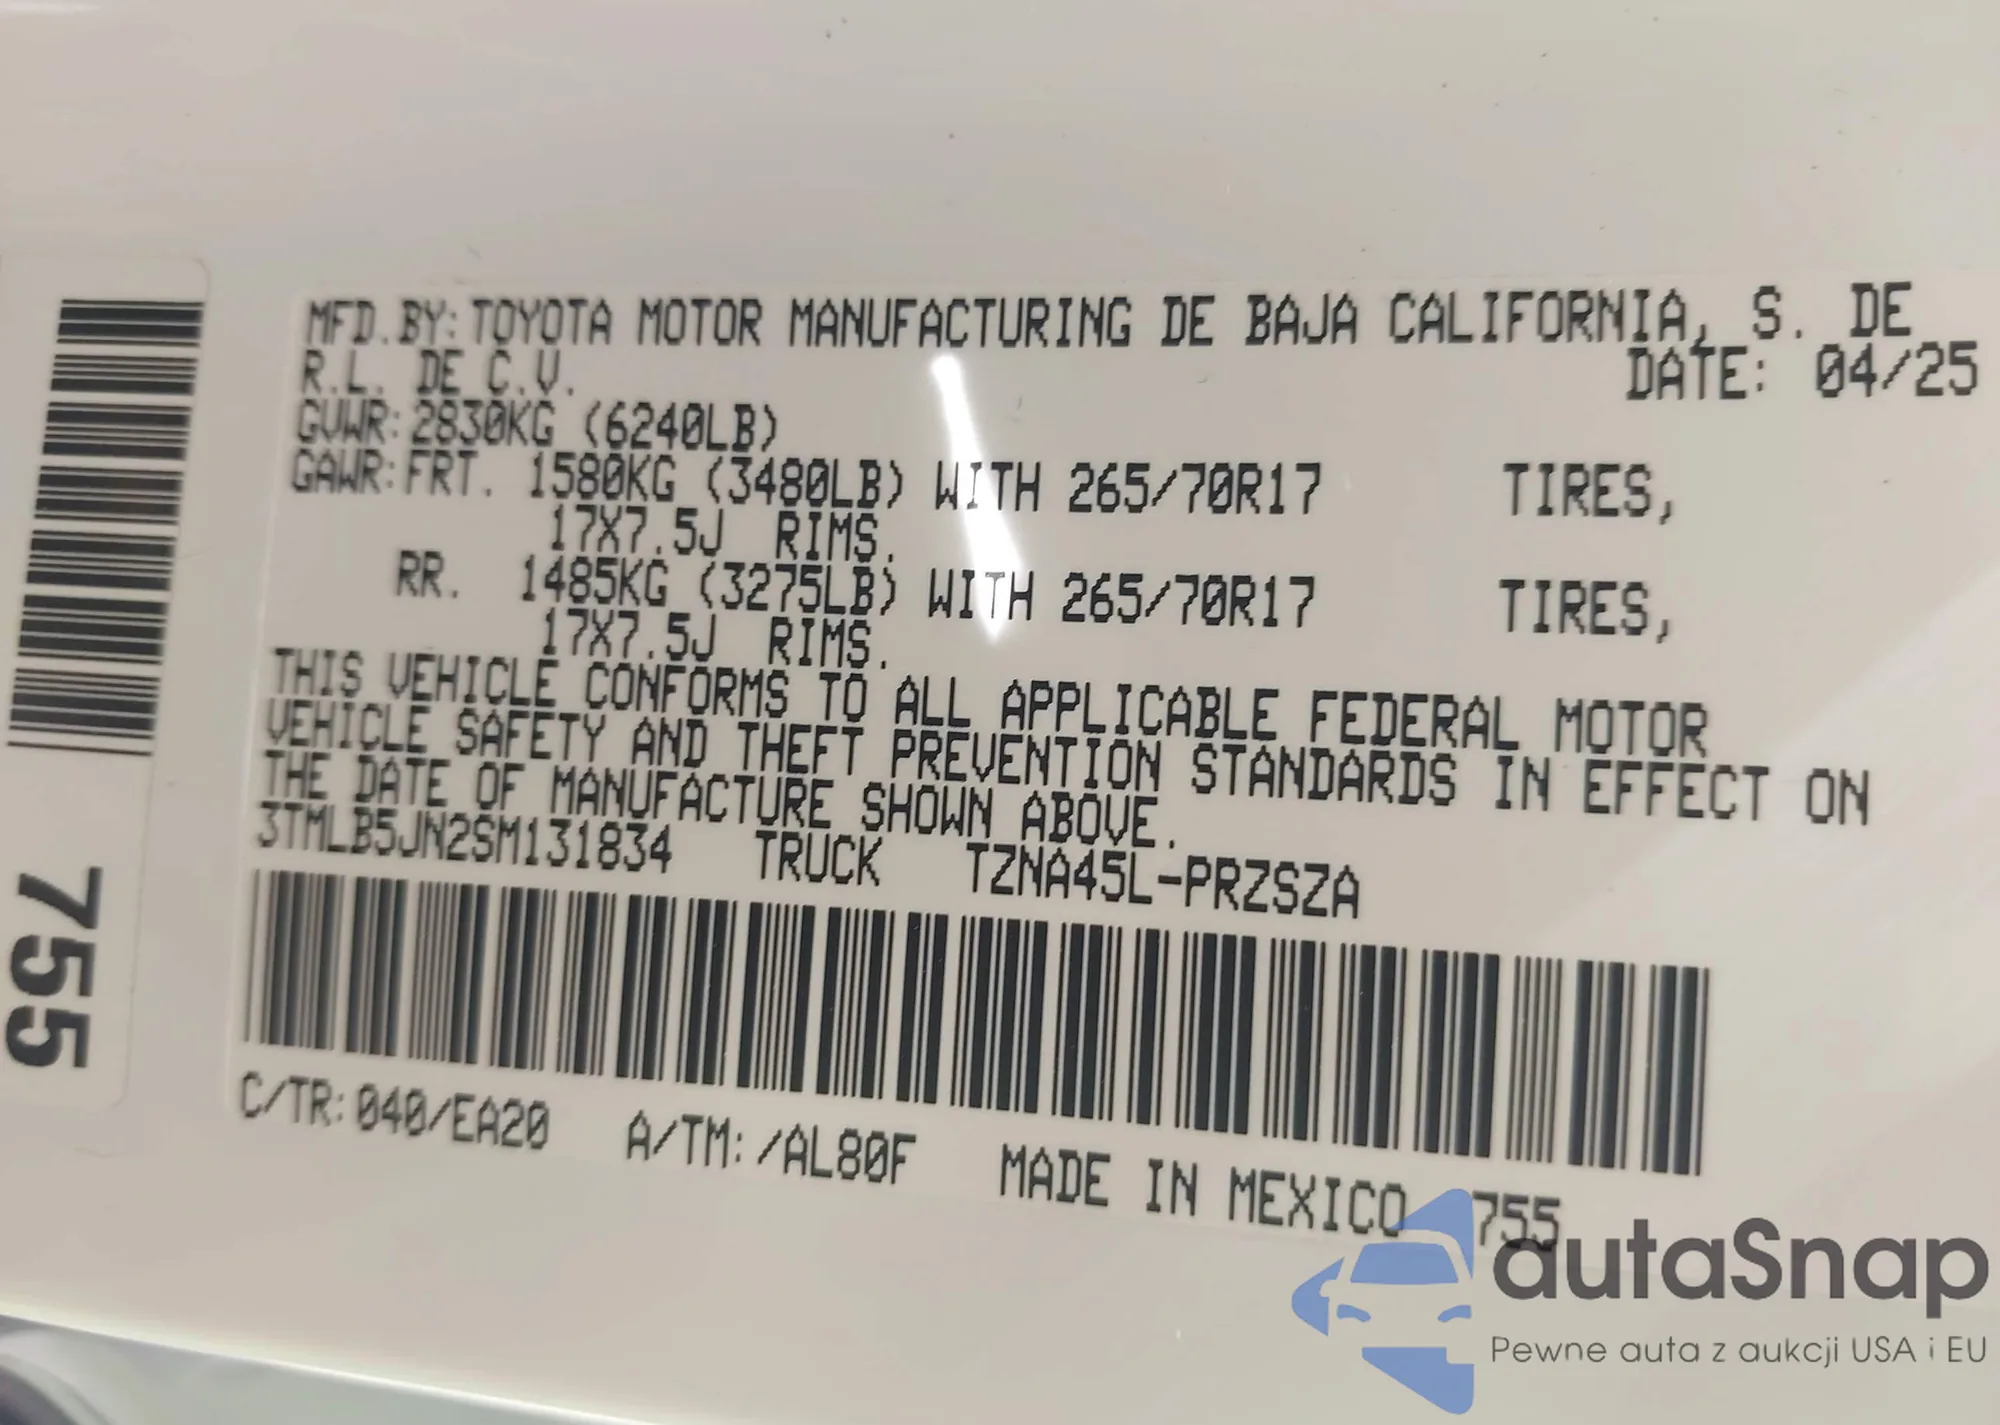 MFD.BY:TOYOTA MOTOR MANUFACTURING DE BAJA CALIFORNIA, S. DE
R.L. DE C.V. DATE: 04/25
GVWR:2830KG (6240LB)
GAWR:FRT. 1580KG (3480LB) WITH 265/70R17 TIRES,
17X7.5J RIMS.
RR. 1485KG (3275LB) WITH 265/70R17 TIRES,
17X7.5J RIMS.
THIS VEHICLE CONFORMS TO ALL APPLICABLE FEDERAL MOTOR
VEHICLE SAFETY AND THEFT PREVENTION STANDARDS IN EFFECT ON
THE DATE OF MANUFACTURE SHOWN ABOVE.
3TMLB5JN2SM131834 TRUCK TZNA45L-PRZSZA
C/TR:040/EA20 A/TM:/AL80F MADE IN MEXICO 755
755
autaSnap
Pewne auta z aukcji USA i EU